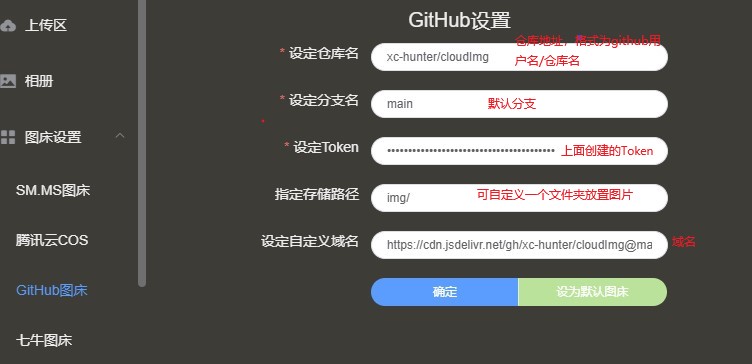 GitHub设置
上传区
相册
图床设置
SM.MS图床
腾讯云COS
GitHub图床
七牛图床
* 设定仓库名
xc-hunter/cloudImg
仓库地址，格式为github用
户名/仓库名
* 设定分支名
main
默认分支
* 设定Token
上面创建的Token
指定存储路径
img/
可自定义一个文件夹放置图片
设定自定义域名
https://cdn.jsdelivr.net/gh/xc-hunter/cloudImg@ma
域名
确定
设为默认图床